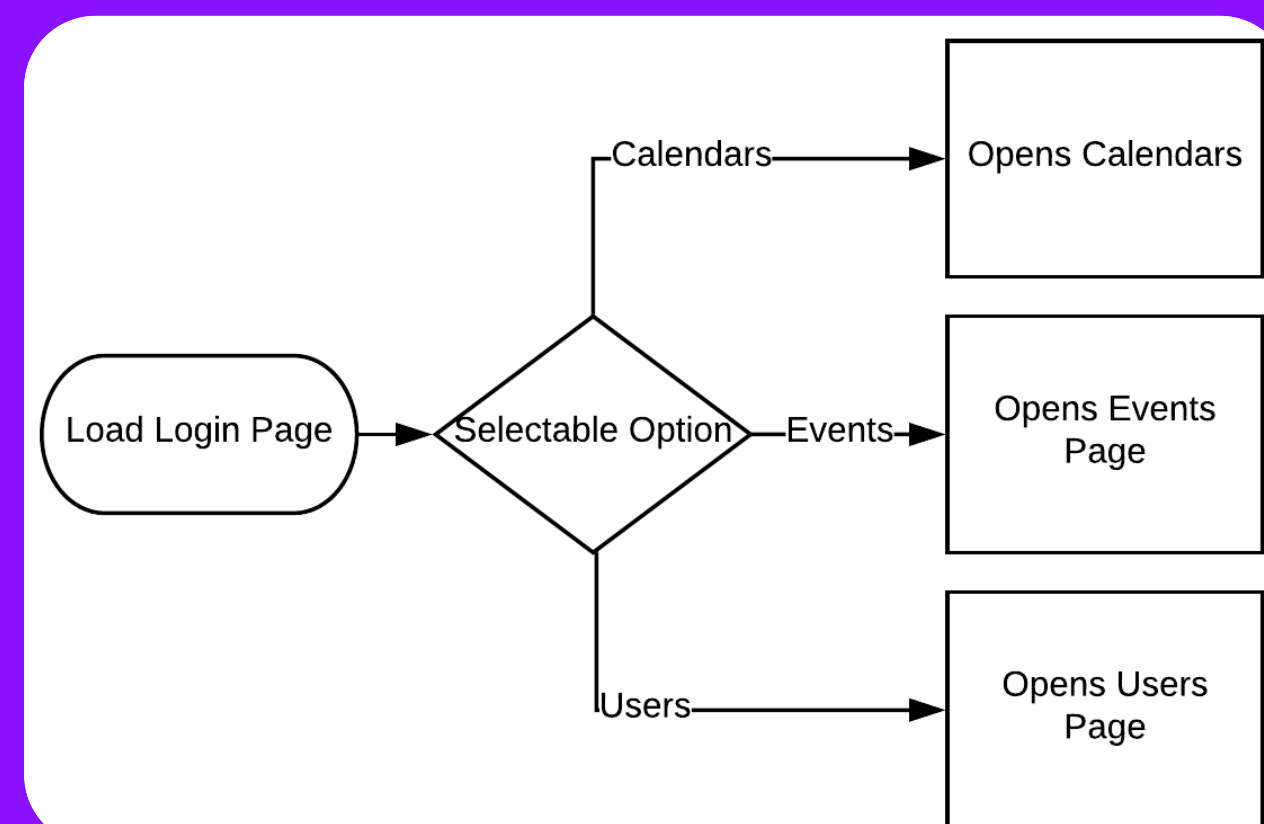 Calendars
Opens Calendars
Load Login Page
Selectable Option
Events
Opens Events
Page
Users
Opens Users
Page